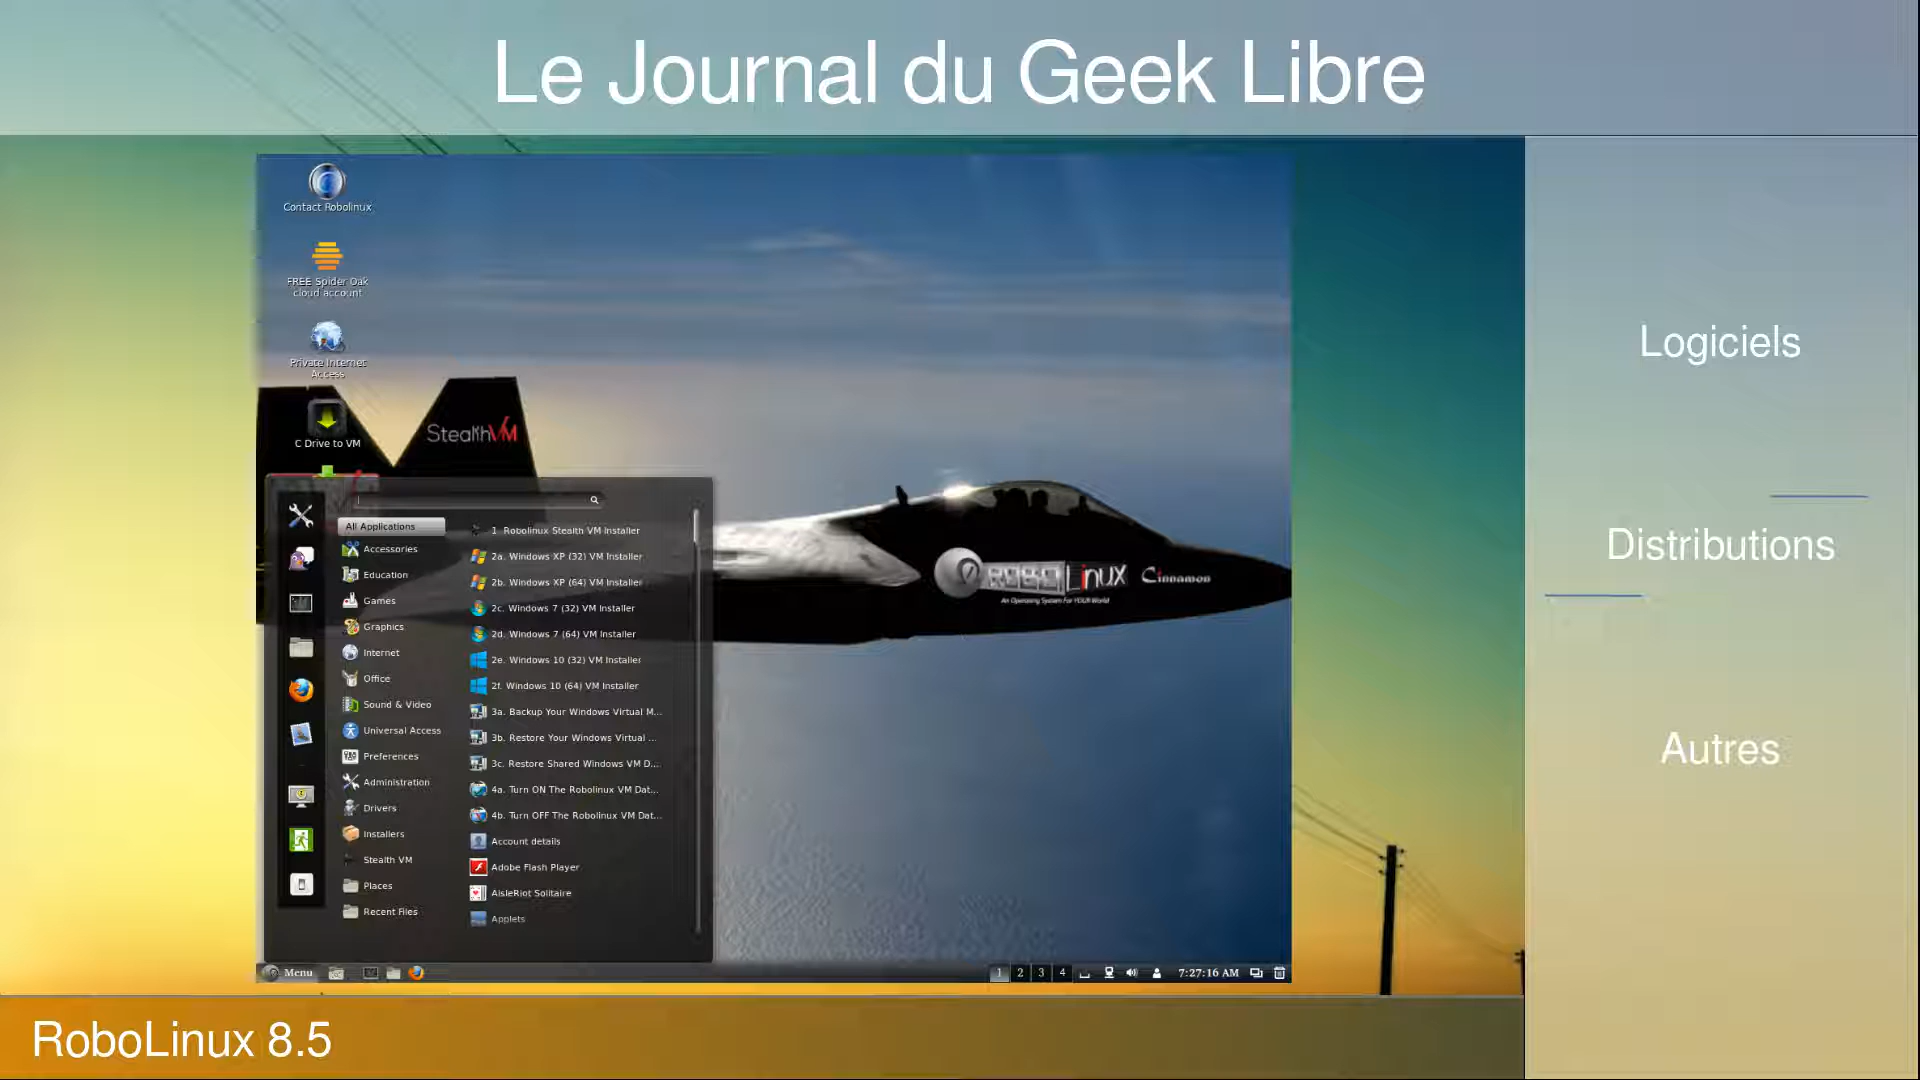 Le Journal du Geek Libre
Contact Robolinux
FREE Spider Oak
cloud account
Private Internet
Access
C Drive to VM
StealthVM
All Applications
Accessories
Education
Games
Graphics
Internet
Office
Sound & Video
Universal Access
Preferences
Administration
Drivers
Installers
Stealth VM
Places
Recent Files
1. Robolinux Stealth VM Installer
2a. Windows XP (32) VM Installer
2b. Windows XP (64) VM Installer
2c. Windows 7 (32) VM Installer
2d. Windows 7 (64) VM Installer
2e. Windows 10 (32) VM Installer
2f. Windows 10 (64) VM Installer
3a. Backup Your Windows Virtual M...
3b. Restore Your Windows Virtual ...
3c. Restore Shared Windows VM D...
4a. Turn ON The Robolinux VM Dat...
4b. Turn OFF The Robolinux VM Dat...
Account details
Adobe Flash Player
AisleRiot Solitaire
Applets
ROBOLinux Cinnamon
An Operating System For YOUR World
Menu
1 2 3 4
7:27:16 AM
Logiciels
Distributions
Autres
RoboLinux 8.5